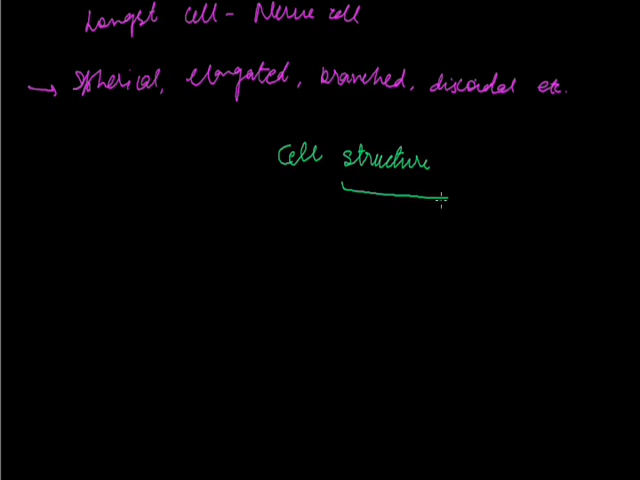 Longest cell - Nerve cell
→ Spherical, elongated, branched, discoidal etc.
Cell structure